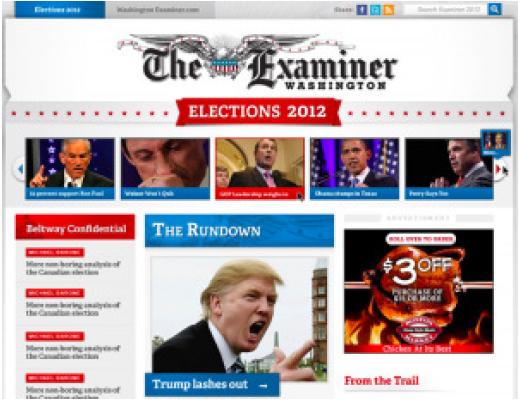 Elections 2012
Washington Examiner.com
Share:
Search Examiner 2012
The Examiner
WASHINGTON
ELECTIONS 2012
12 percent support Ron Paul
Weiner Won't Quit
GOP Leadership weighs in
Obama stumps in Texas
Perry Says Yes
Beltway Confidential
MICHAEL BARONE
More non-boring analysis of
the Canadian election
MICHAEL BARONE
More non-boring analysis of
the Canadian election
MICHAEL BARONE
More non-boring analysis of
the Canadian election
MICHAEL BARONE
More non-boring analysis of
THE RUNDOWN
Trump lashes out →
ADVERTISEMENT
ROLL OVER TO ORDER
$3 OFF
PURCHASE OF
$15 OR MORE
BOSTON
MARKET
Chicken At Its Best
From the Trail